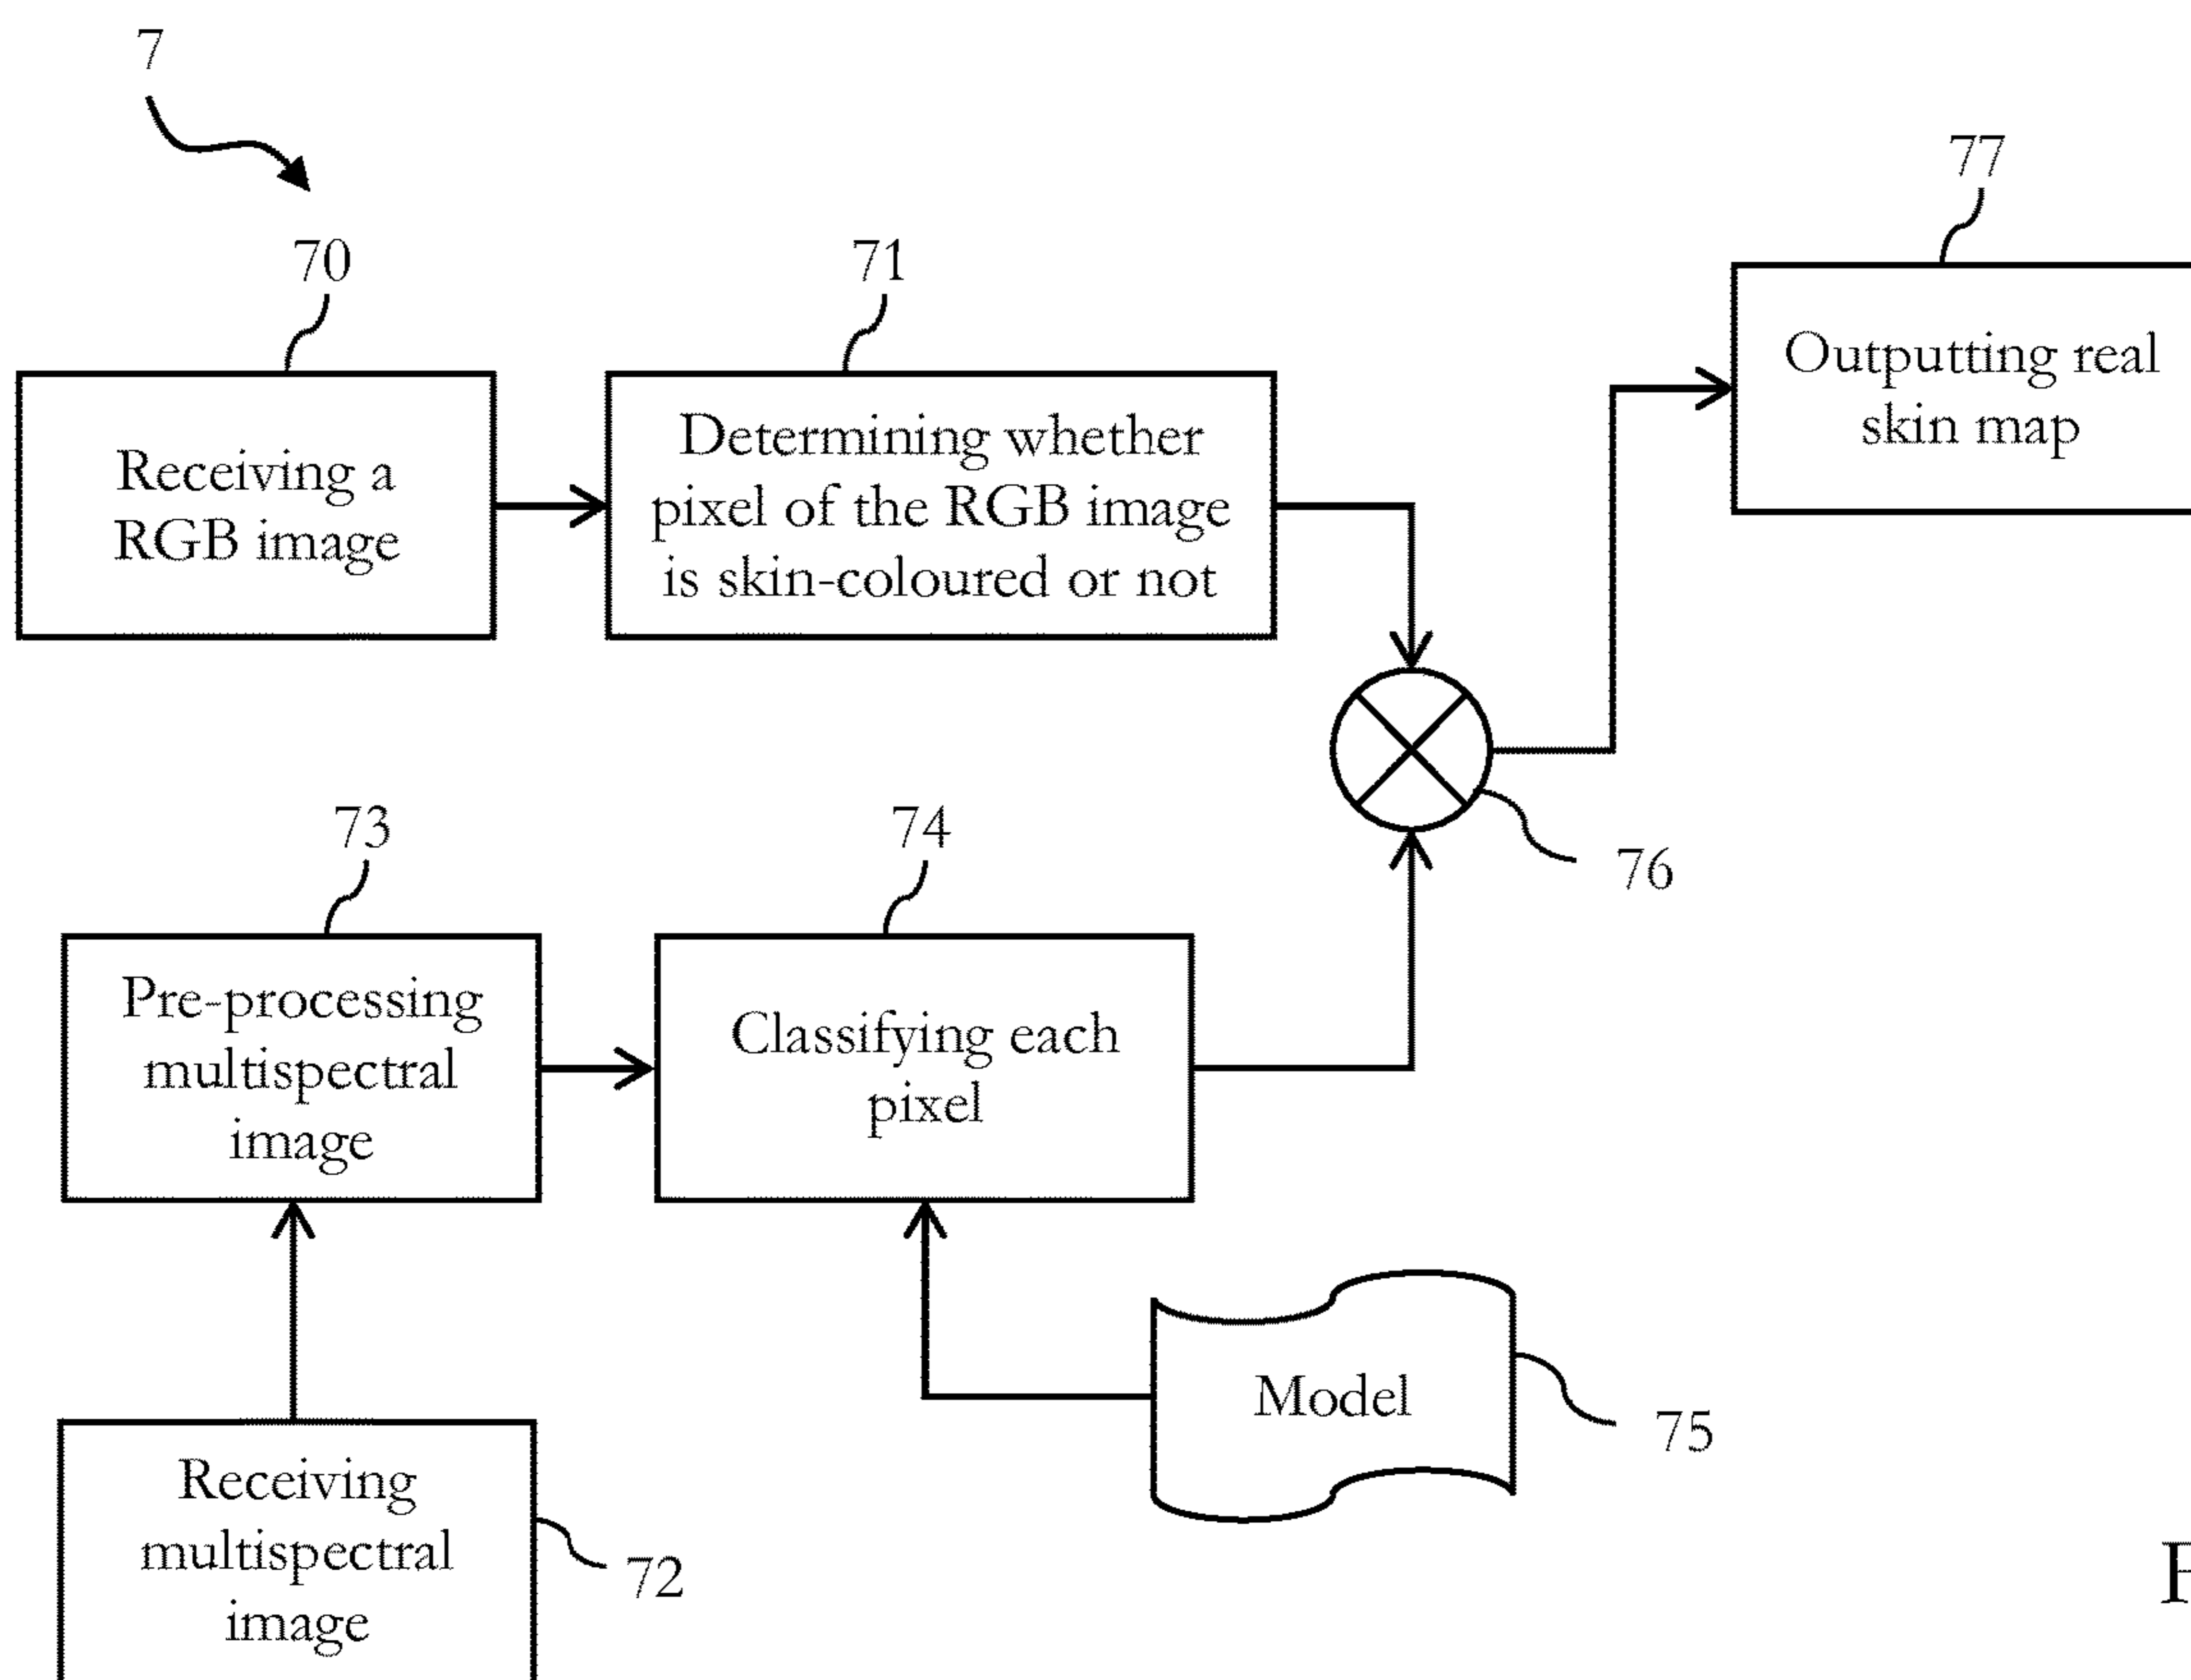 7
70
71
77
Receiving a
RGB image
Determining whether
pixel of the RGB image
is skin-coloured or not
Outputting real
skin map
73
74
76
Pre-processing
multispectral
image
Classifying each
pixel
Model
75
Receiving
multispectral
image
72